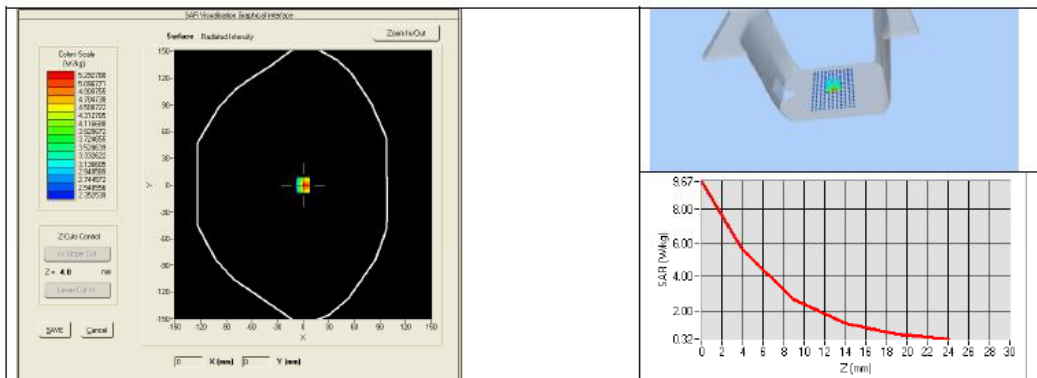 SAR Visualisation Graphical Interface
Surface Radiated Intensity
Zoom In/Out
Colors Scale
(W/kg)
5.292788
5.096771
4.900755
4.704738
4.508722
4.312705
4.116688
3.920672
3.724655
3.528639
3.332622
3.136605
2.940589
2.744572
2.548556
2.352539
Z Cuts Control
<< Upper Cut
Z = 4.0 mm
Lower Cut >>
SAVE Cancel
150
120
90
60
30
0
-30
-60
-90
-120
-150
Y
-150 -120 -90 -60 -30 0 30 60 90 120 150
X
0 X (mm) 0 Y (mm)
9.67
8.00
6.00
4.00
2.00
0.32
SAR (W/kg)
0 2 4 6 8 10 12 14 16 18 20 22 24 26 28 30
Z (mm)